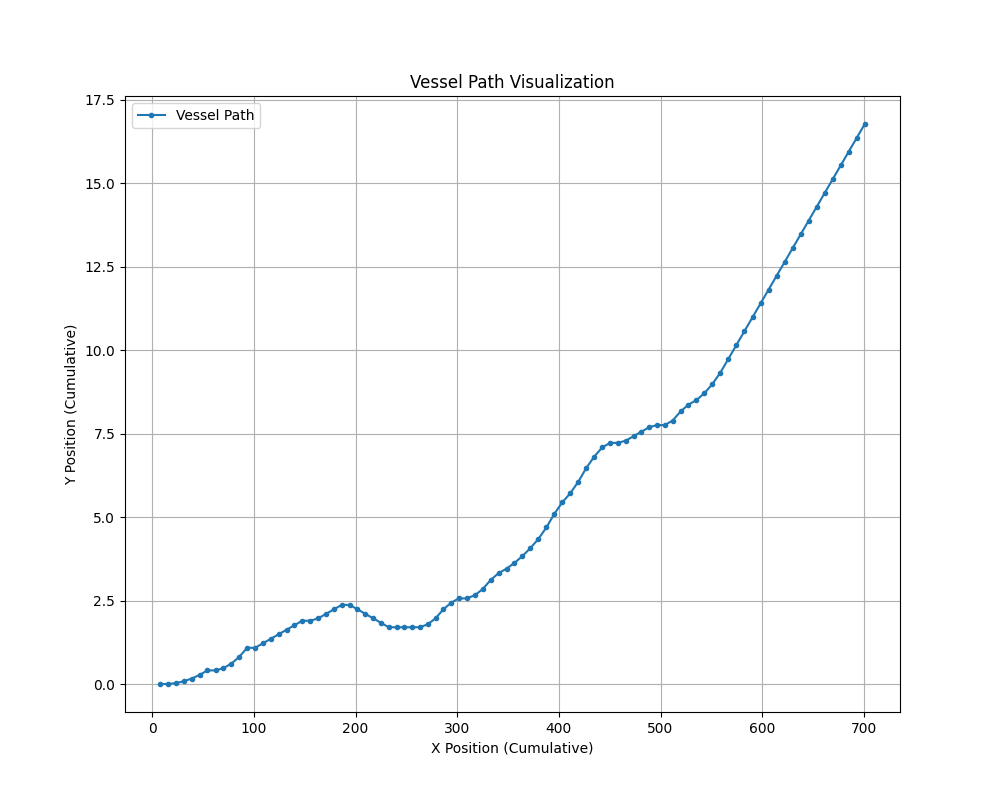 Vessel Path Visualization
17.5
Vessel Path
15.0
12.5
10.0
7.5
5.0
2.5
0.0
Y Position (Cumulative)
0 100 200 300 400 500 600 700
X Position (Cumulative)